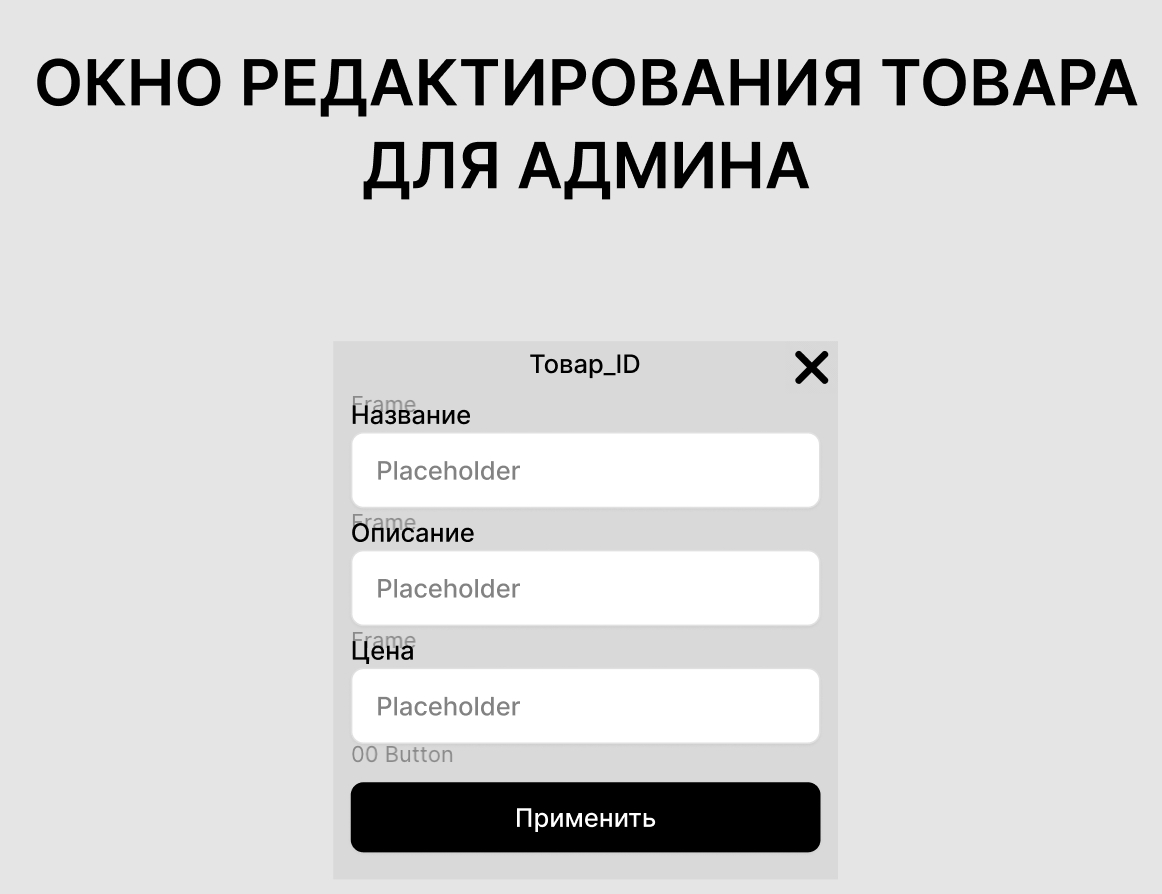 ОКНО РЕДАКТИРОВАНИЯ ТОВАРА
ДЛЯ АДМИНА
Товар_ID
Frame
Название
Placeholder
Frame
Описание
Placeholder
Frame
Цена
Placeholder
00 Button
Применить